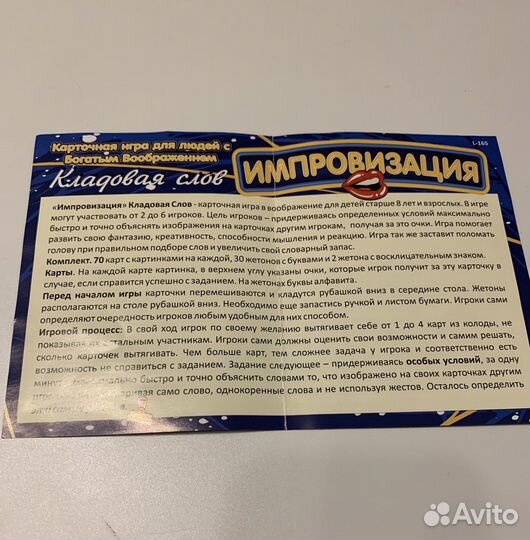 L-165
Карточная игра для людей с
Богатым Воображением
Кладовая слов
ИМПРОВИЗАЦИЯ
«Импровизация» Кладовая Слов - карточная игра в воображение для детей старше 8 лет и взрослых. В игре
могут участвовать от 2 до 6 игроков. Цель игроков – придерживаясь определенных условий максимально
быстро и точно объяснять изображения на карточках другим игрокам, получая за это очки. Игра помогает
развить свою фантазию, креативность, способности мышления и реакцию. Игра так же заставит поломать
голову при правильном подборе слов и увеличить свой словарный запас.
Комплект. 70 карт с картинками на каждой, 30 жетонов с буквами и 2 жетона с восклицательным знаком.
Карты. На каждой карте картинка, в верхнем углу указаны очки, которые игрок получит за эту карточку в
случае, если справится успешно с заданием. На жетонах буквы алфавита.
Перед началом игры карточки перемешиваются и кладутся рубашкой вниз в середине стола. Жетоны
располагаются на столе рубашкой вниз. Необходимо еще запастись ручкой и листом бумаги. Игроки сами
определяют очередность игроков любым удобным для них способом.
Игровой процесс: В свой ход игрок по своему желанию вытягивает себе от 1 до 4 карт из колоды, не
показывая их остальным участникам. Игроки сами должны оценить свои возможности и самим решать,
сколько карточек вытягивать. Чем больше карт, тем сложнее задача у игрока и соответственно есть
возможность не справиться с заданием. Задание следующее – придерживаясь особых условий, за одну
минуту максимально быстро и точно объяснить словами то, что изображено на своих карточках другим
само слово, однокоренные слова и не используя жестов. Осталось определить
Avito